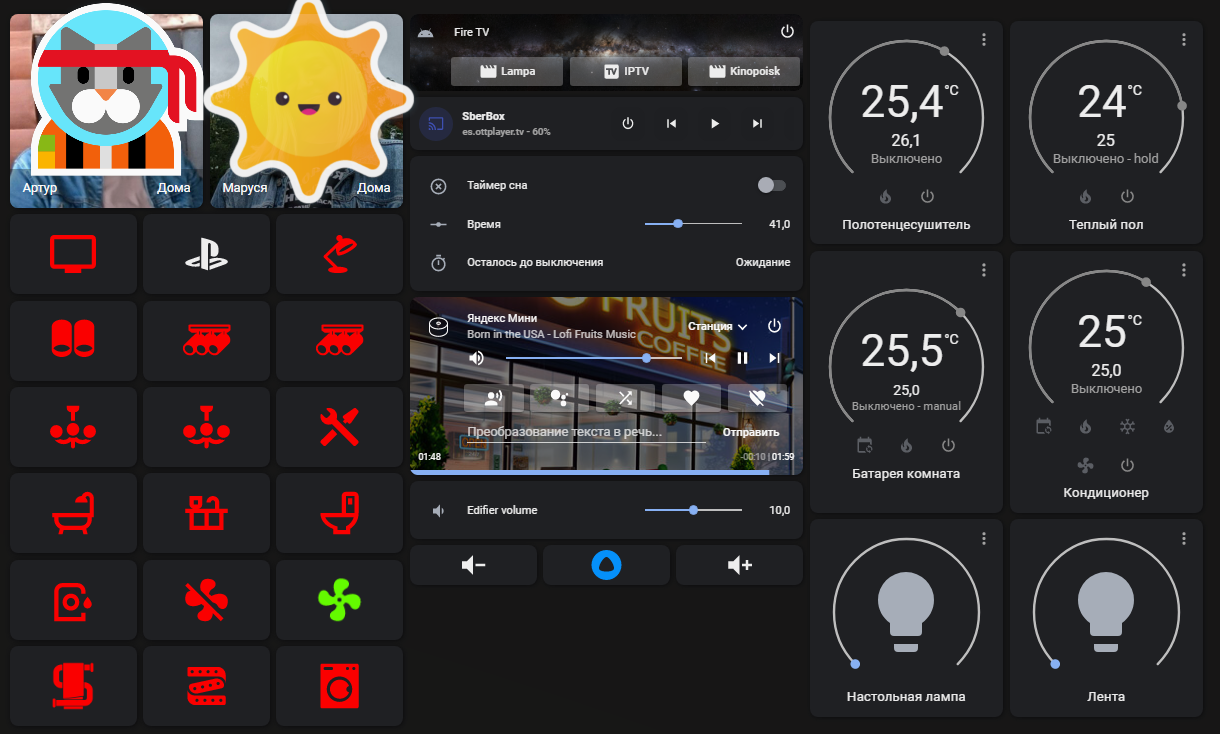 Артур
Дома
Маруся
Дома
Fire TV
Lampa
TV
IPTV
Kinopoisk
SberBox
es.ottplayer.tv - 60%
Таймер сна
Время
41,0
Осталось до выключения
Ожидание
FRUITS
COFFEE
Яндекс Мини
Станция
Born in the USA - Lofi Fruits Music
Преобразование текста в речь...
Отправить
01:48
-00:10 | 01:59
Edifier volume
10,0
25,4 °C
26,1
Выключено
Полотенцесушитель
24 °C
25
Выключено - hold
Теплый пол
25,5 °C
25,0
Выключено - manual
Батарея комната
25 °C
25,0
Выключено
Кондиционер
Настольная лампа
Лента